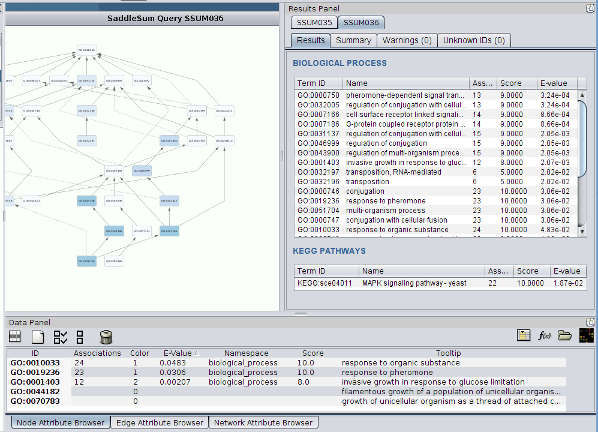 SaddleSum Query SSUM036
Results Panel
SSUM035 SSUM036
Results Summary Warnings (0) Unknown IDs (0)
BIOLOGICAL PROCESS
Term ID Name Ass... Score E-value
GO:0000750 pheromone-dependent signal tran... 13 9.0000 3.24e-04
GO:0032005 regulation of conjugation with cellul... 13 9.0000 3.24e-04
GO:0007166 cell surface receptor linked signali... 14 9.0000 8.66e-04
GO:0007186 G-protein coupled receptor protein ... 14 9.0000 8.66e-04
GO:0031137 regulation of conjugation with cellul... 15 9.0000 2.05e-03
GO:0046999 regulation of conjugation 15 9.0000 2.05e-03
GO:0043900 regulation of multi-organism proce... 15 9.0000 2.05e-03
GO:0001403 invasive growth in response to gluc... 12 8.0000 2.07e-03
GO:0032197 transposition, RNA-mediated 6 5.0000 2.02e-02
GO:0032196 transposition 6 5.0000 2.02e-02
GO:0000746 conjugation 23 10.0000 3.06e-02
GO:0019236 response to pheromone 23 10.0000 3.06e-02
GO:0051704 multi-organism process 23 10.0000 3.06e-02
GO:0000747 conjugation with cellular fusion 23 10.0000 3.06e-02
GO:0010033 response to organic substance 24 10.0000 4.83e-02
KEGG PATHWAYS
Term ID Name Ass... Score E-value
KEGG:sce04011 MAPK signaling pathway - yeast 22 10.0000 1.87e-02
Data Panel
f(x)
ID Associations Color E-Value Namespace Score Tooltip
GO:0010033 24 1 0.0483 biological_process 10.0 response to organic substance
GO:0019236 23 1 0.0306 biological_process 10.0 response to pheromone
GO:0001403 12 2 0.00207 biological_process 8.0 invasive growth in response to glucose limitation
GO:0044182 0 filamentous growth of a population of unicellular organis...
GO:0070783 0 growth of unicellular organism as a thread of attached c...
Node Attribute Browser Edge Attribute Browser Network Attribute Browser